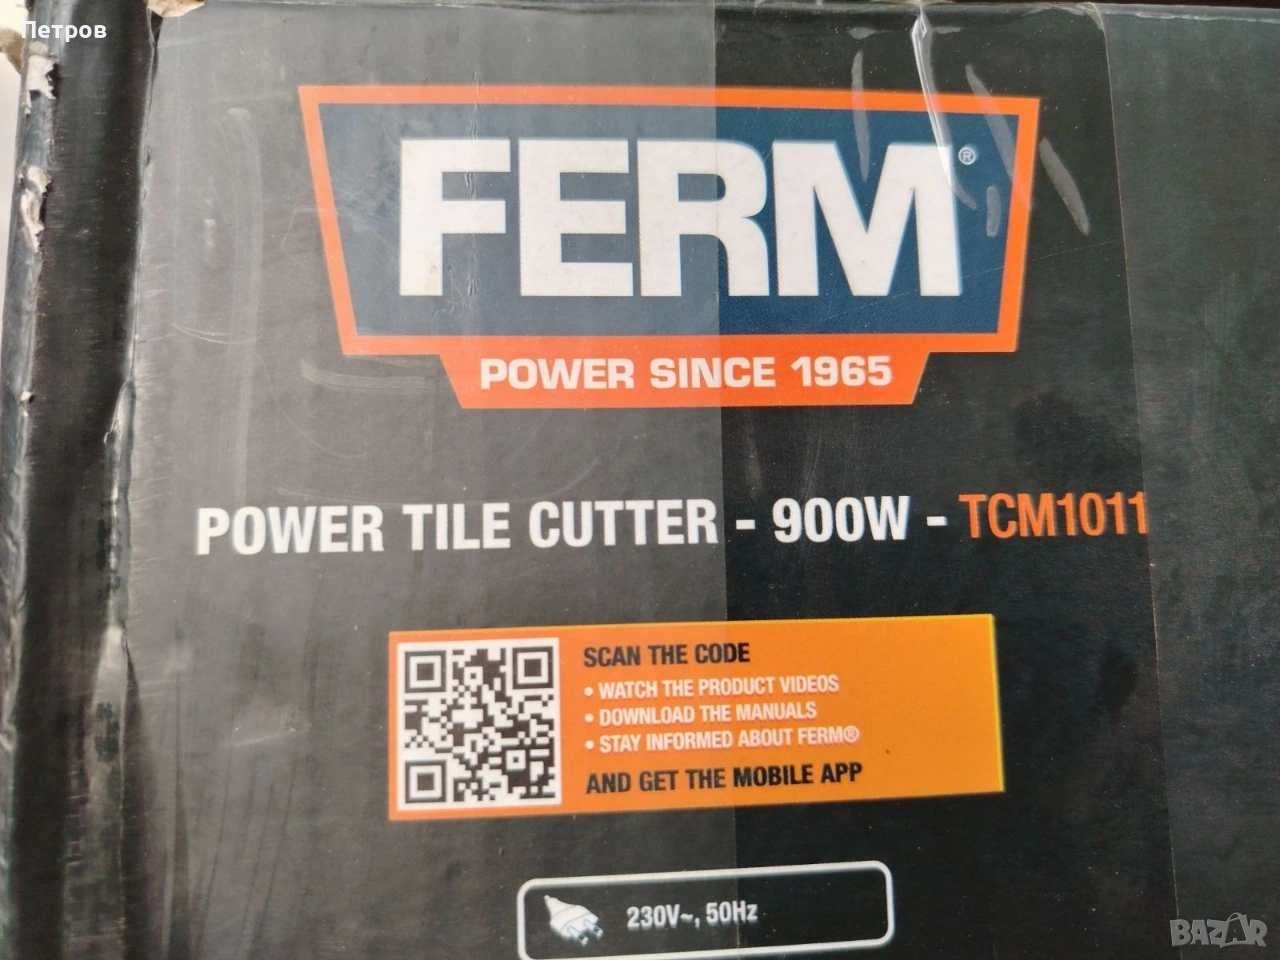 Петров
FERM®
POWER SINCE 1965
POWER TILE CUTTER - 900W - TCM1011
SCAN THE CODE
• WATCH THE PRODUCT VIDEOS
• DOWNLOAD THE MANUALS
• STAY INFORMED ABOUT FERM®
AND GET THE MOBILE APP
230V~, 50Hz
BAZAR